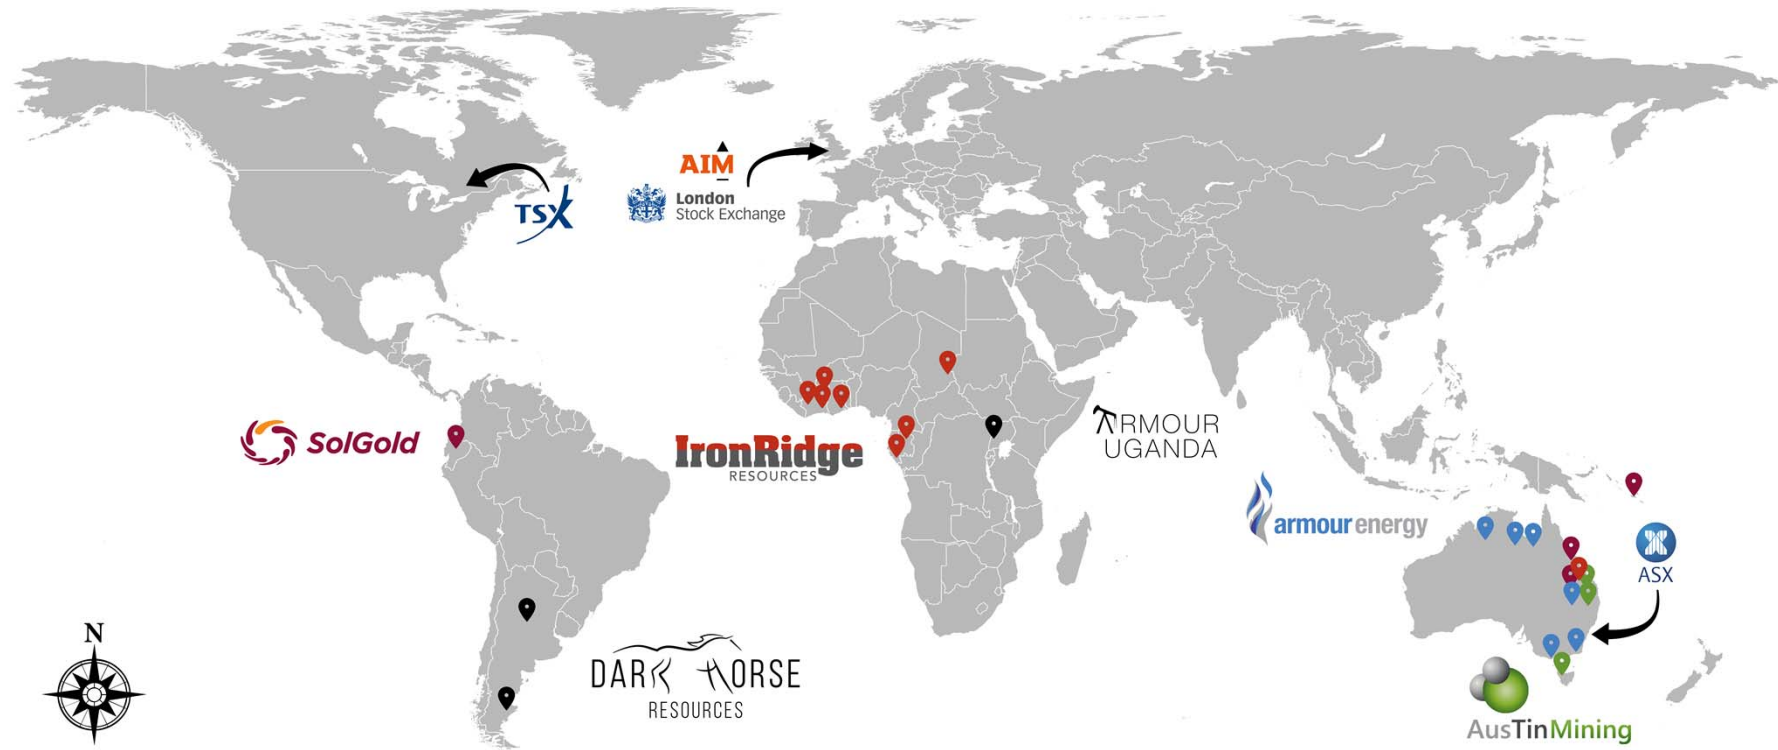 AIM
London
Stock Exchange
TSX
SolGold
IronRidge
RESOURCES
ARMOUR
UGANDA
armour energy
ASX
N
DARK HORSE
RESOURCES
AusTinMining